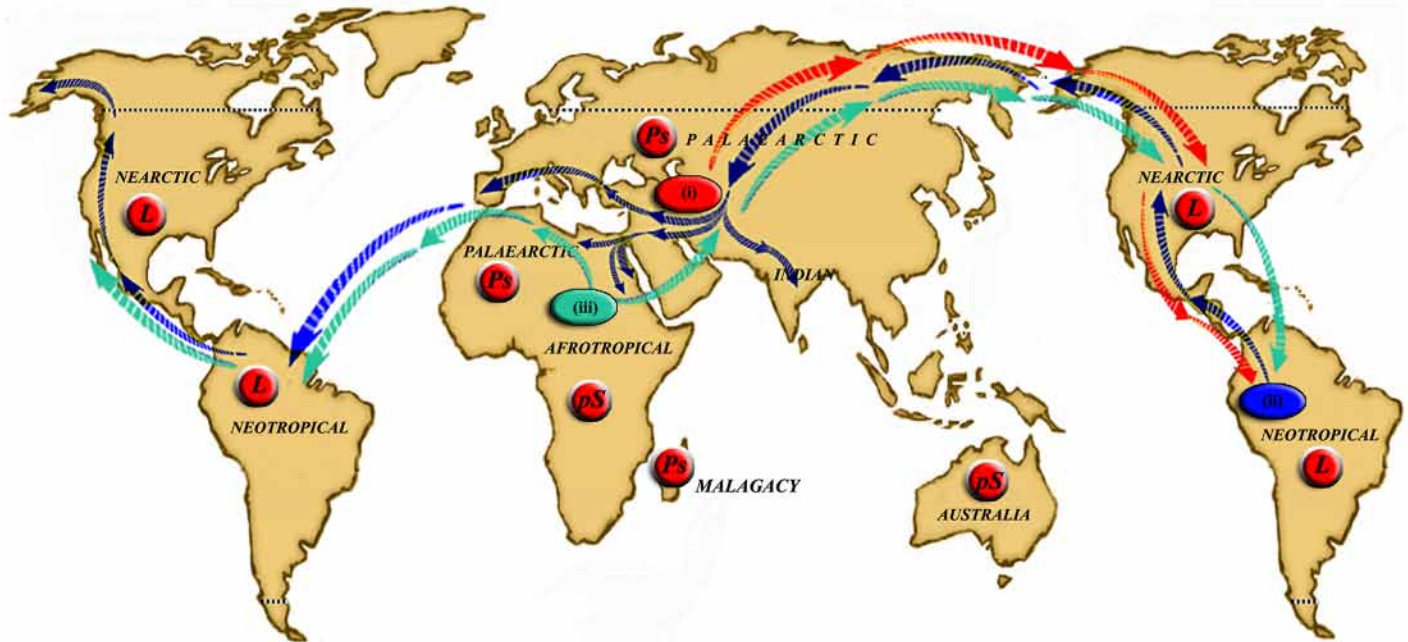 Ps
PALAEARCTIC
(i)
NEARCTIC
NEARCTIC
L
L
PALAEARCTIC
INDIAN
Ps
(iii)
AFROTROPICAL
L
pS
(ii)
NEOTROPICAL
NEOTROPICAL
Ps
L
MALAGACY
pS
AUSTRALIA